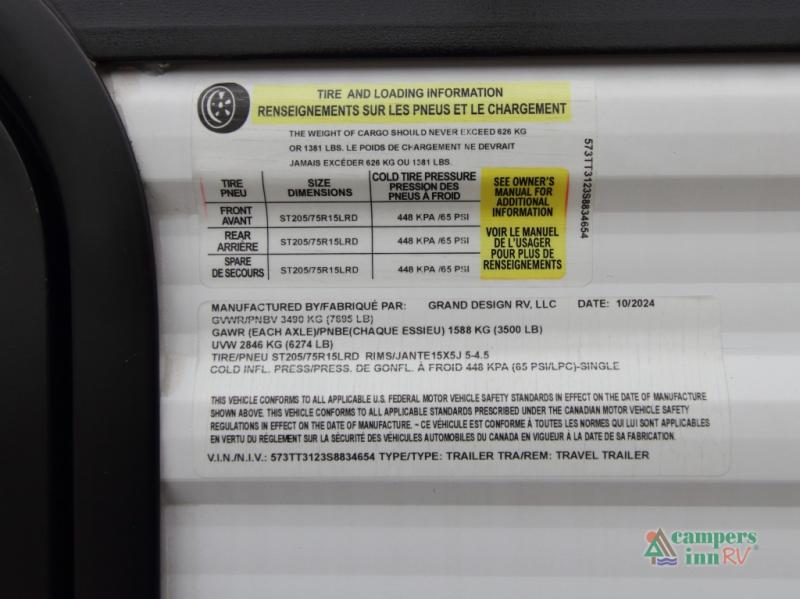 TIRE AND LOADING INFORMATION
RENSEIGNEMENTS SUR LES PNEUS ET LE CHARGEMENT
THE WEIGHT OF CARGO SHOULD NEVER EXCEED 626 KG
OR 1381 LBS. LE POIDS DE CHARGEMENT NE DEVRAIT
JAMAIS EXCÉDER 626 KG OU 1381 LBS.
TIRE PNEU SIZE DIMENSIONS COLD TIRE PRESSURE PRESSION DES PNEUS À FROID
FRONT AVANT ST205/75R15LRD 448 KPA /65 PSI
REAR ARRIÈRE ST205/75R15LRD 448 KPA /65 PSI
SPARE DE SECOURS ST205/75R15LRD 448 KPA /65 PSI
SEE OWNER'S
MANUAL FOR
ADDITIONAL
INFORMATION
VOIR LE MANUEL
DE L'USAGER
POUR PLUS DE
RENSEIGNEMENTS
573TT3123S8834654
MANUFACTURED BY/FABRIQUÉ PAR: GRAND DESIGN RV, LLC DATE: 10/2024
GVWR/PNBV 3490 KG (7695 LB)
GAWR (EACH AXLE)/PNBE(CHAQUE ESSIEU) 1588 KG (3500 LB)
UVW 2846 KG (6274 LB)
TIRE/PNEU ST205/75R15LRD RIMS/JANTE15X5J 5-4.5
COLD INFL. PRESS/PRESS. DE GONFL. À FROID 448 KPA (65 PSI/LPC)-SINGLE
THIS VEHICLE CONFORMS TO ALL APPLICABLE U.S. FEDERAL MOTOR VEHICLE SAFETY STANDARDS IN EFFECT ON THE DATE OF MANUFACTURE
SHOWN ABOVE. THIS VEHICLE CONFORMS TO ALL APPLICABLE STANDARDS PRESCRIBED UNDER THE CANADIAN MOTOR VEHICLE SAFETY
REGULATIONS IN EFFECT ON THE DATE OF MANUFACTURE. ~ CE VÉHICULE EST CONFORME À TOUTES LES NORMES QUI LUI SONT APPLICABLES
EN VERTU DU RÈGLEMENT SUR LA SÉCURITÉ DES VÉHICULES AUTOMOBILES DU CANADA EN VIGUEUR À LA DATE DE SA FABRICATION.
V.I.N./N.I.V.: 573TT3123S8834654 TYPE/TYPE: TRAILER TRA/REM: TRAVEL TRAILER
campers
inn RV